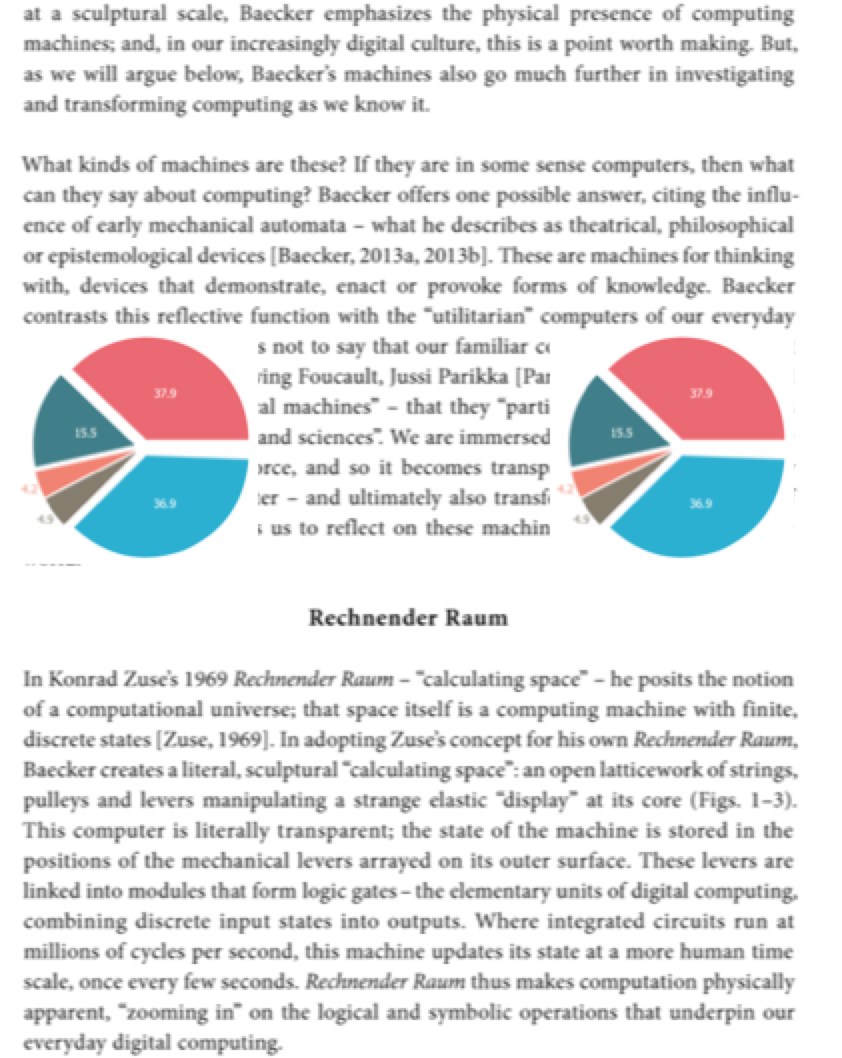 at a sculptural scale, Baecker emphasizes the physical presence of computing
machines; and, in our increasingly digital culture, this is a point worth making. But,
as we will argue below, Baecker's machines also go much further in investigating
and transforming computing as we know it.
What kinds of machines are these? If they are in some sense computers, then what
can they say about computing? Baecker offers one possible answer, citing the influ-
ence of early mechanical automata – what he describes as theatrical, philosophical
or epistemological devices [Baecker, 2013a, 2013b]. These are machines for thinking
with, devices that demonstrate, enact or provoke forms of knowledge. Baecker
contrasts this reflective function with the “utilitarian” computers of our everyday
s not to say that our familiar
ving Foucault, Jussi Parikka
al machines” – that they “parti
and sciences”. We are immersed
orce, and so it becomes transp
ter – and ultimately also transf
s us to reflect on these machin
37.9
15.5
4.2
4.9
36.9
37.9
15.5
4.2
4.9
36.9
Rechnender Raum
In Konrad Zuse's 1969 Rechnender Raum – “calculating space” – he posits the notion
of a computational universe; that space itself is a computing machine with finite,
discrete states [Zuse, 1969]. In adopting Zuse's concept for his own Rechnender Raum,
Baecker creates a literal, sculptural “calculating space”: an open latticework of strings,
pulleys and levers manipulating a strange elastic “display” at its core (Figs. 1–3).
This computer is literally transparent; the state of the machine is stored in the
positions of the mechanical levers arrayed on its outer surface. These levers are
linked into modules that form logic gates – the elementary units of digital computing,
combining discrete input states into outputs. Where integrated circuits run at
millions of cycles per second, this machine updates its state at a more human time
scale, once every few seconds. Rechnender Raum thus makes computation physically
apparent, “zooming in” on the logical and symbolic operations that underpin our
everyday digital computing.